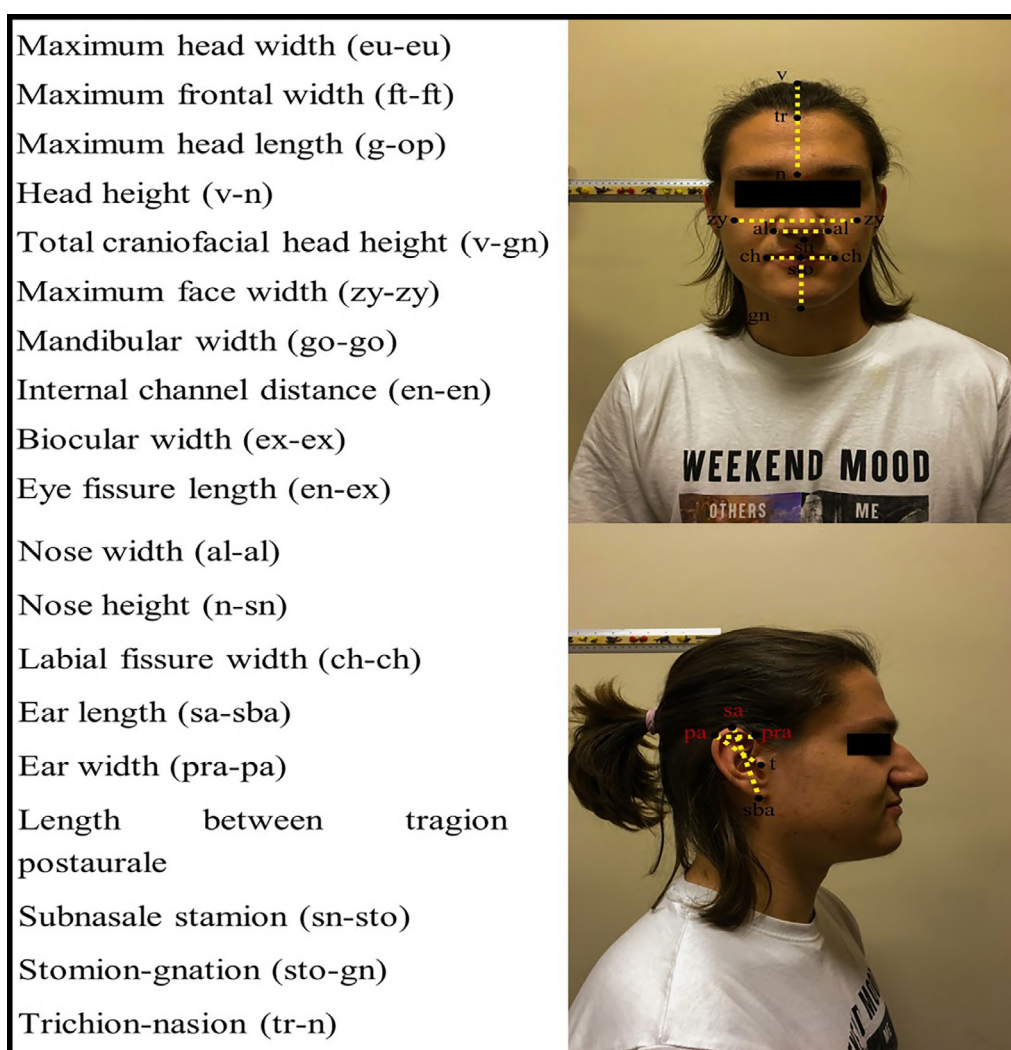 Maximum head width (eu-eu)
Maximum frontal width (ft-ft)
Maximum head length (g-op)
Head height (v-n)
Total craniofacial head height (v-gn)
Maximum face width (zy-zy)
Mandibular width (go-go)
Internal channel distance (en-en)
Biocular width (ex-ex)
Eye fissure length (en-ex)
Nose width (al-al)
Nose height (n-sn)
Labial fissure width (ch-ch)
Ear length (sa-sba)
Ear width (pra-pa)
Length between tragion
postaurale
Subnasale stamion (sn-sto)
Stomion-gnation (sto-gn)
Trichion-nasion (tr-n)
v
tr
n
zy zy
al al
sn
ch ch
sto
gn
WEEKEND MOOD
OTHERS ME
sa
pa pra
t
sba